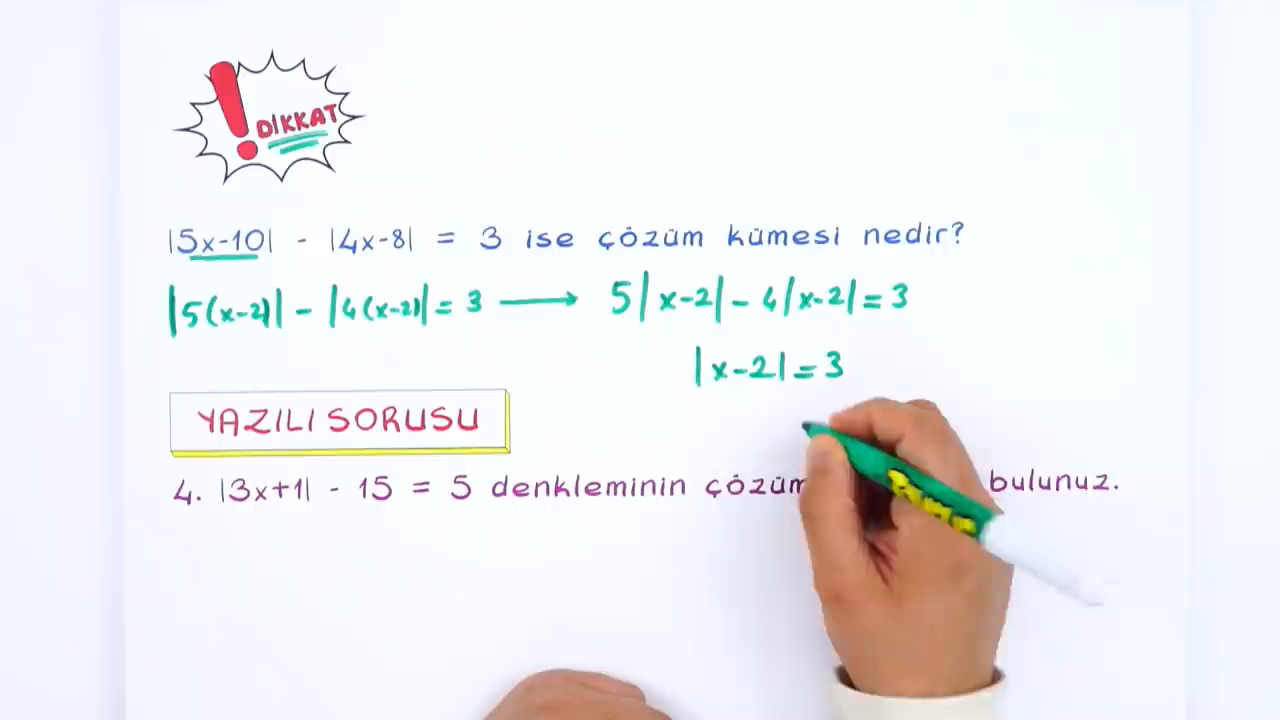 DİKKAT
|5x-10| - |4x-8| = 3 ise çözüm kümesi nedir?
|5(x-2)| - |4(x-2)| = 3 → 5|x-2| - 4|x-2| = 3
|x-2| = 3
YAZILI SORUSU
4. |3x+1| - 15 = 5 denkleminin çözüm bulunuz.